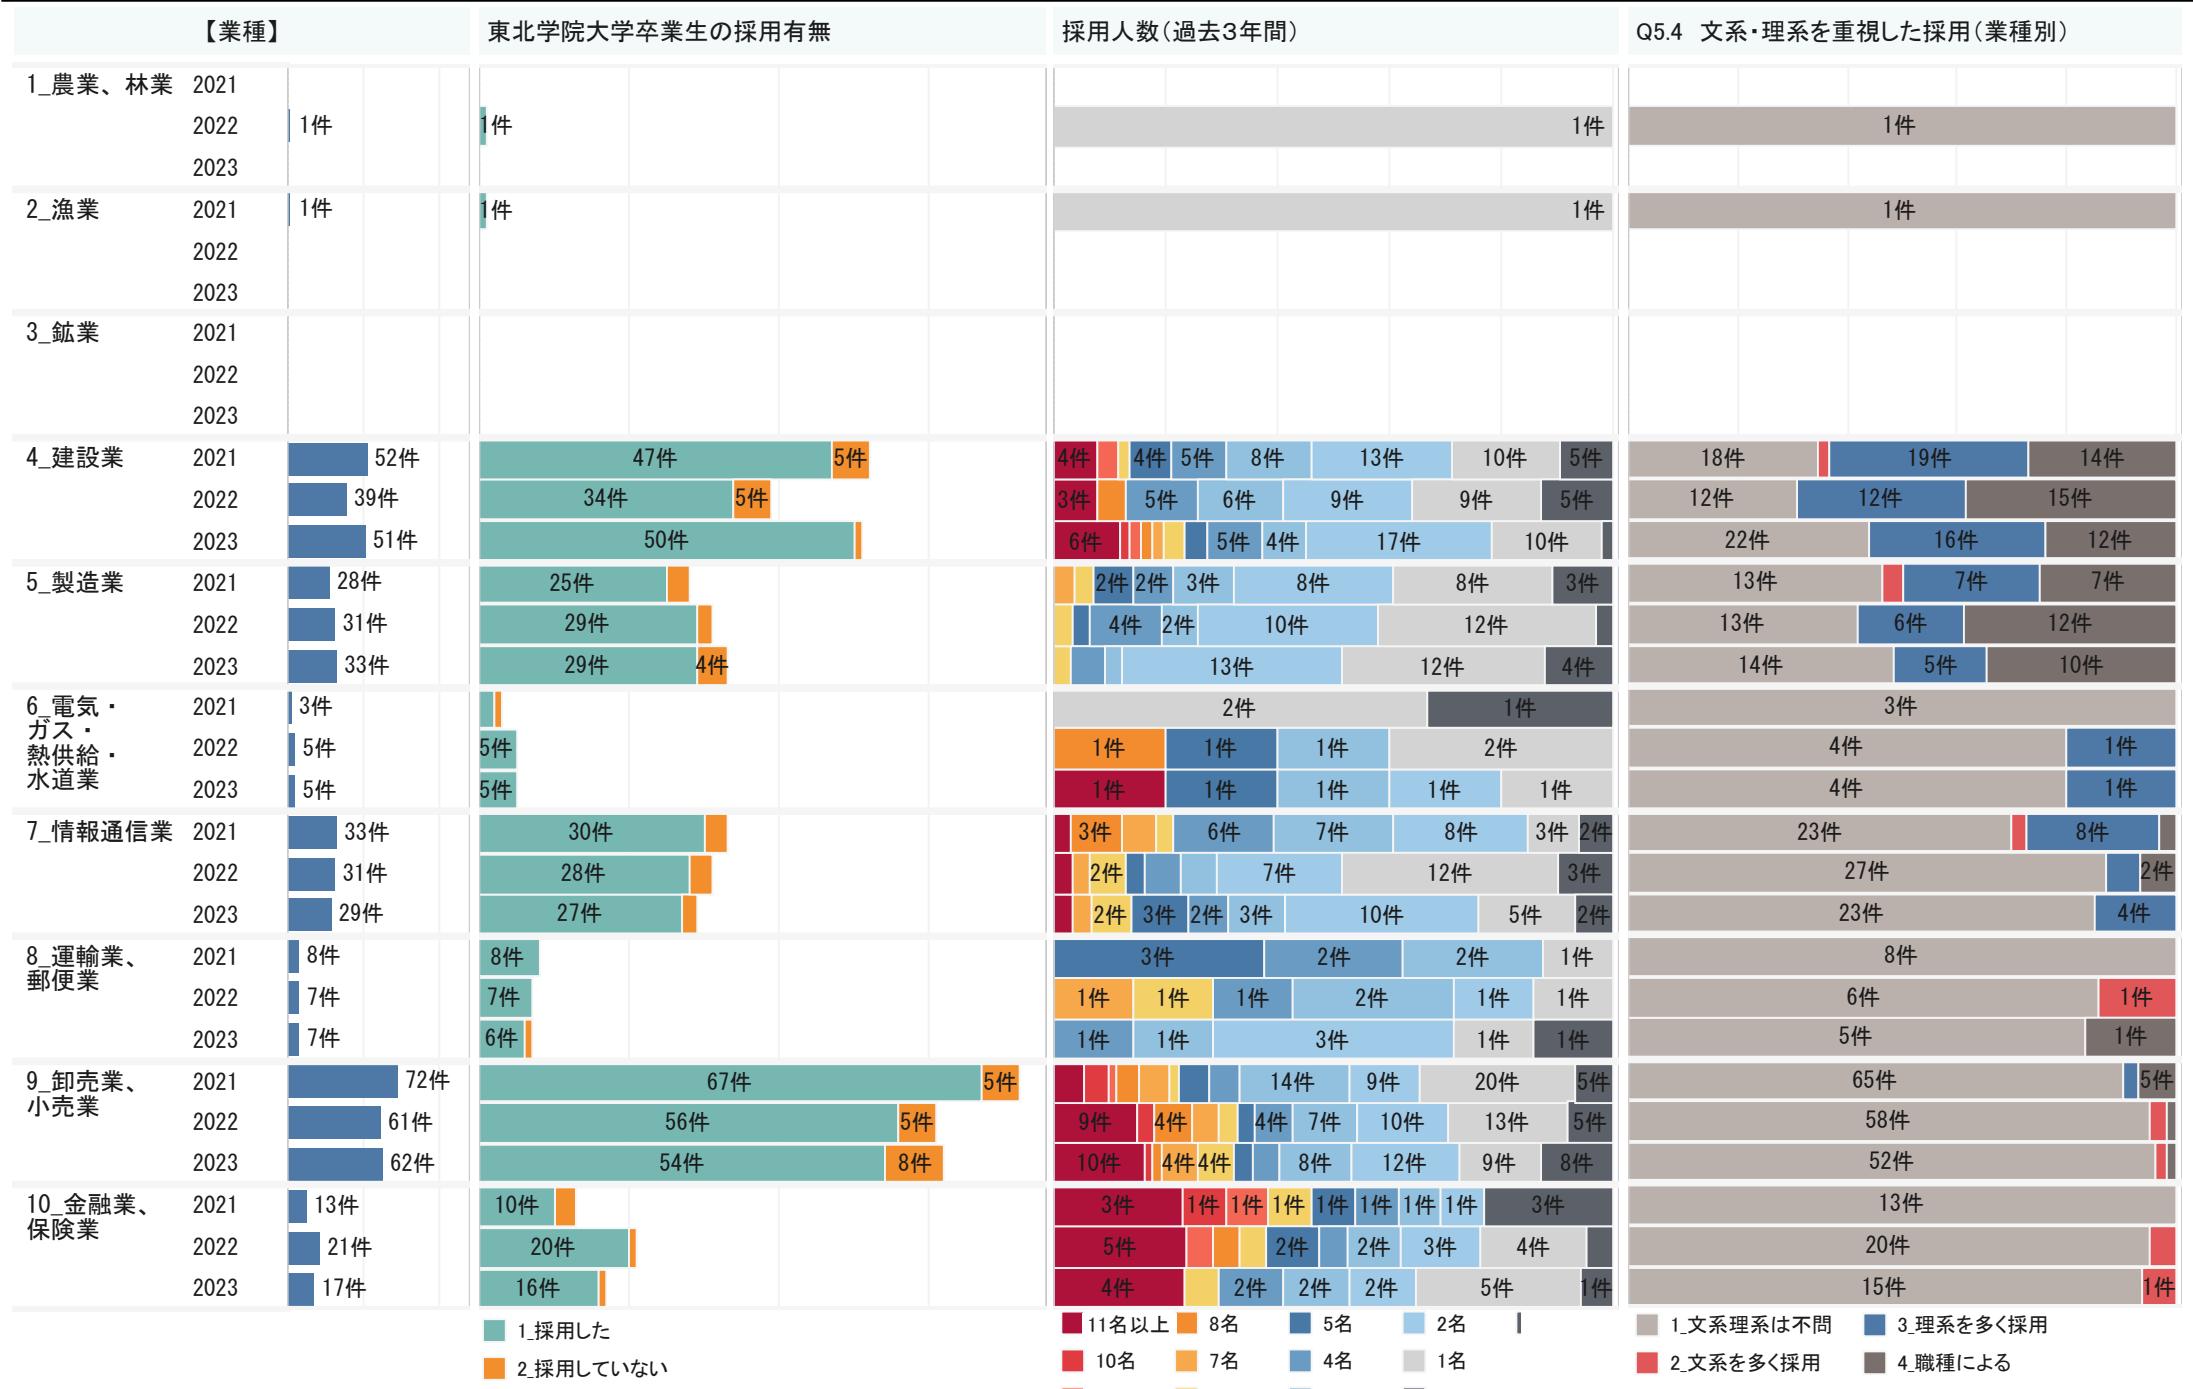 【業種】 東北学院大学卒業生の採用有無 採用人数（過去３年間） Q5.4 文系・理系を重視した採用（業種別）
1_農業、林業 2021
2022 1件 1件 1件 1件
2023
2_漁業 2021 1件 1件 1件 1件
2022
2023
3_鉱業 2021
2022
2023
4_建設業 2021 52件 47件 5件 4件 4件 5件 8件 13件 10件 5件 18件 19件 14件
2022 39件 34件 5件 3件 5件 6件 9件 9件 5件 12件 12件 15件
2023 51件 50件 6件 5件 4件 17件 10件 22件 16件 12件
5_製造業 2021 28件 25件 2件 2件 3件 8件 8件 3件 13件 7件 7件
2022 31件 29件 4件 2件 10件 12件 13件 6件 12件
2023 33件 29件 4件 13件 12件 4件 14件 5件 10件
6_電気・ 2021 3件 2件 1件 3件
ガス・
熱供給・ 2022 5件 5件 1件 1件 1件 2件 4件 1件
水道業 2023 5件 5件 1件 1件 1件 1件 1件 4件 1件
7_情報通信業 2021 33件 30件 3件 6件 7件 8件 3件 2件 23件 8件
2022 31件 28件 2件 7件 12件 3件 27件 2件
2023 29件 27件 2件 3件 2件 3件 10件 5件 2件 23件 4件
8_運輸業、 2021 8件 8件 3件 2件 2件 1件 8件
郵便業 2022 7件 7件 1件 1件 1件 2件 1件 1件 6件 1件
2023 7件 6件 1件 1件 3件 1件 1件 5件 1件
9_卸売業、 2021 72件 67件 5件 14件 9件 20件 5件 65件 5件
小売業 2022 61件 56件 5件 9件 4件 4件 7件 10件 13件 5件 58件
2023 62件 54件 8件 10件 4件 4件 8件 12件 9件 8件 52件
10_金融業、 2021 13件 10件 3件 1件 1件 1件 1件 1件 1件 1件 3件 13件
保険業 2022 21件 20件 5件 2件 2件 3件 4件 20件
2023 17件 16件 4件 2件 2件 2件 5件 1件 15件 1件
1_採用した 11名以上 8名 5名 2名 1_文系理系は不問 3_理系を多く採用
2_採用していない 10名 7名 4名 1名 2_文系を多く採用 4_職種による